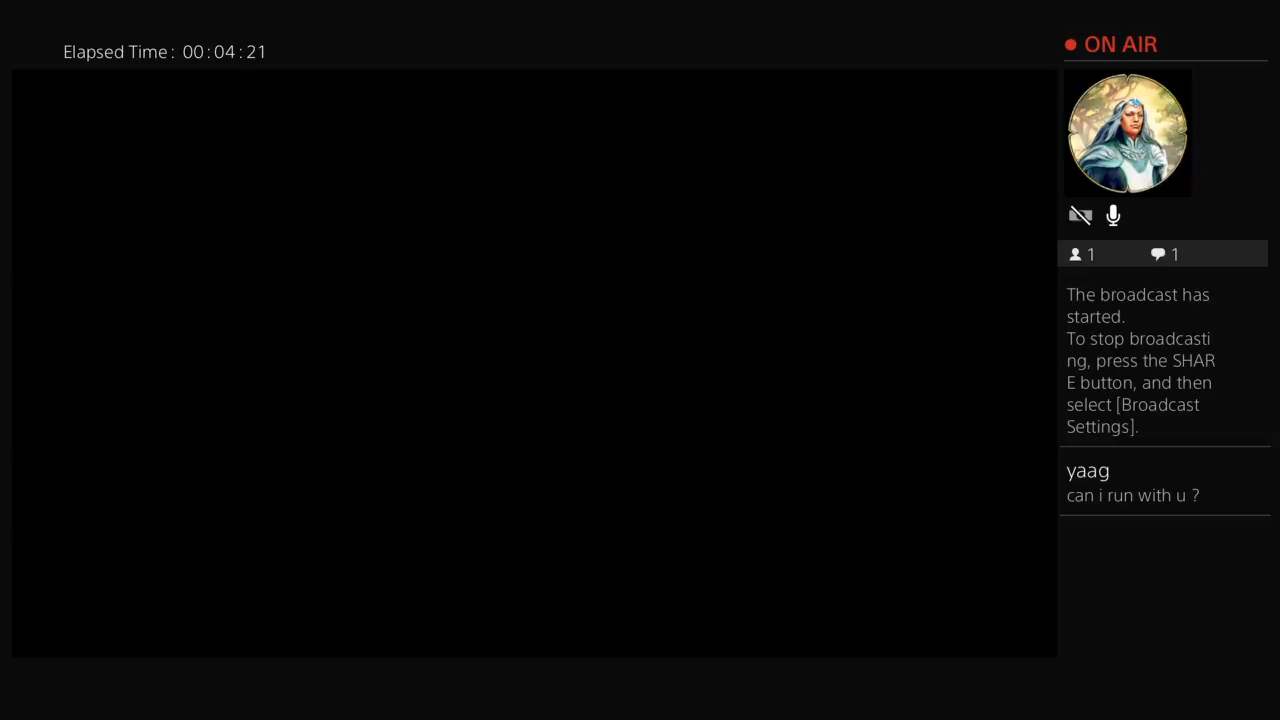 Elapsed Time: 00:04:21
ON AIR
1 1
The broadcast has
started.
To stop broadcasti
ng, press the SHAR
E button, and then
select [Broadcast
Settings].
yaag
can i run with u ?